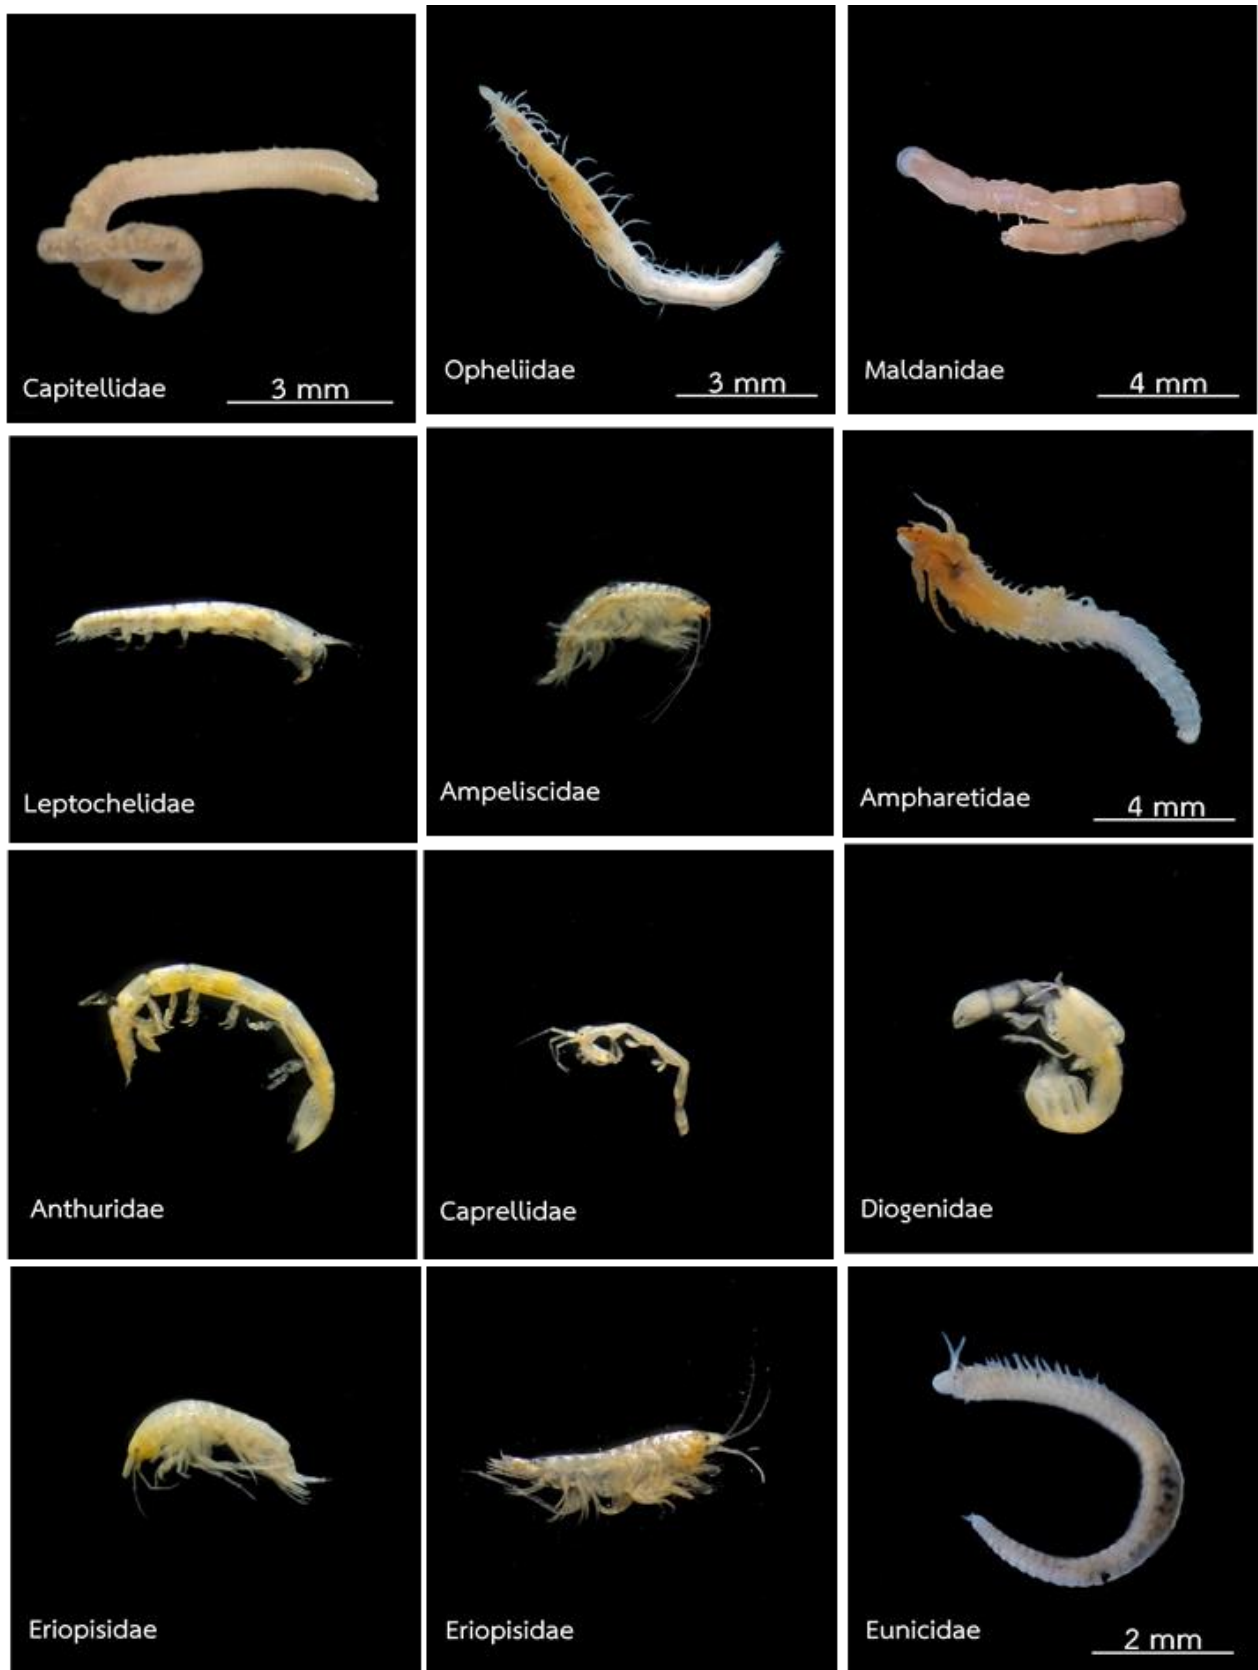 Capitellidae
3 mm
Opheliidae
3 mm
Maldanidae
4 mm
Leptochelidae
Ampeliscidae
Ampharetidae
4 mm
Anthuridae
Caprellidae
Diogenidae
Eriopisidae
Eriopisidae
Eunicidae
2 mm